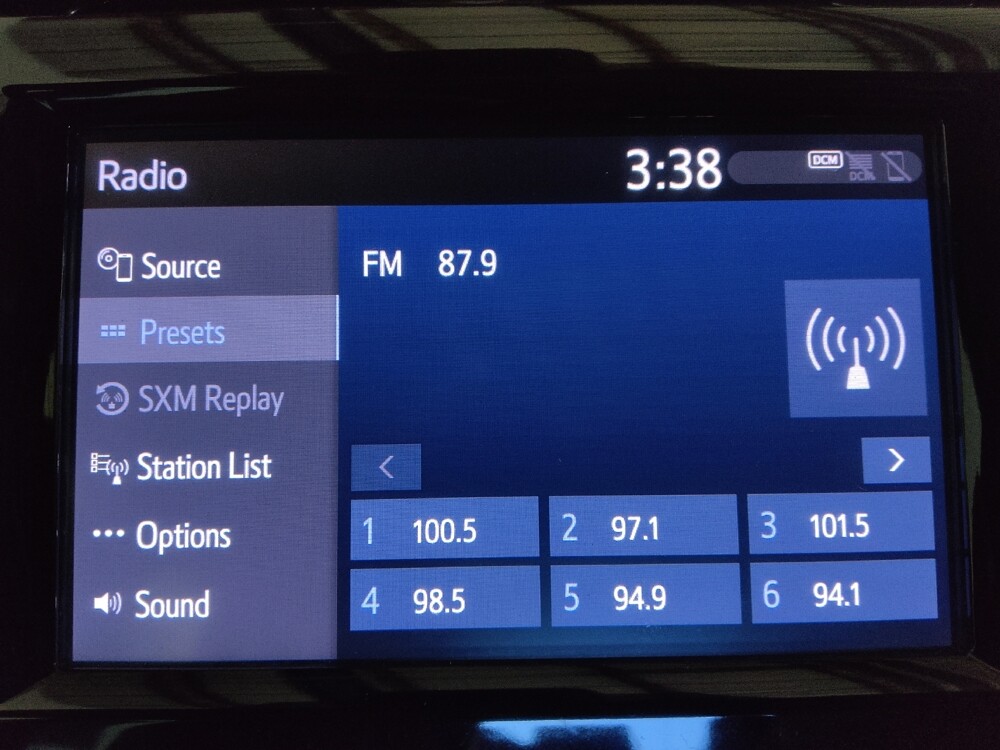 Radio
3:38
DCM
DCM
Source
Presets
SXM Replay
Station List
Options
Sound
FM 87.9
<
>
1 100.5
2 97.1
3 101.5
4 98.5
5 94.9
6 94.1